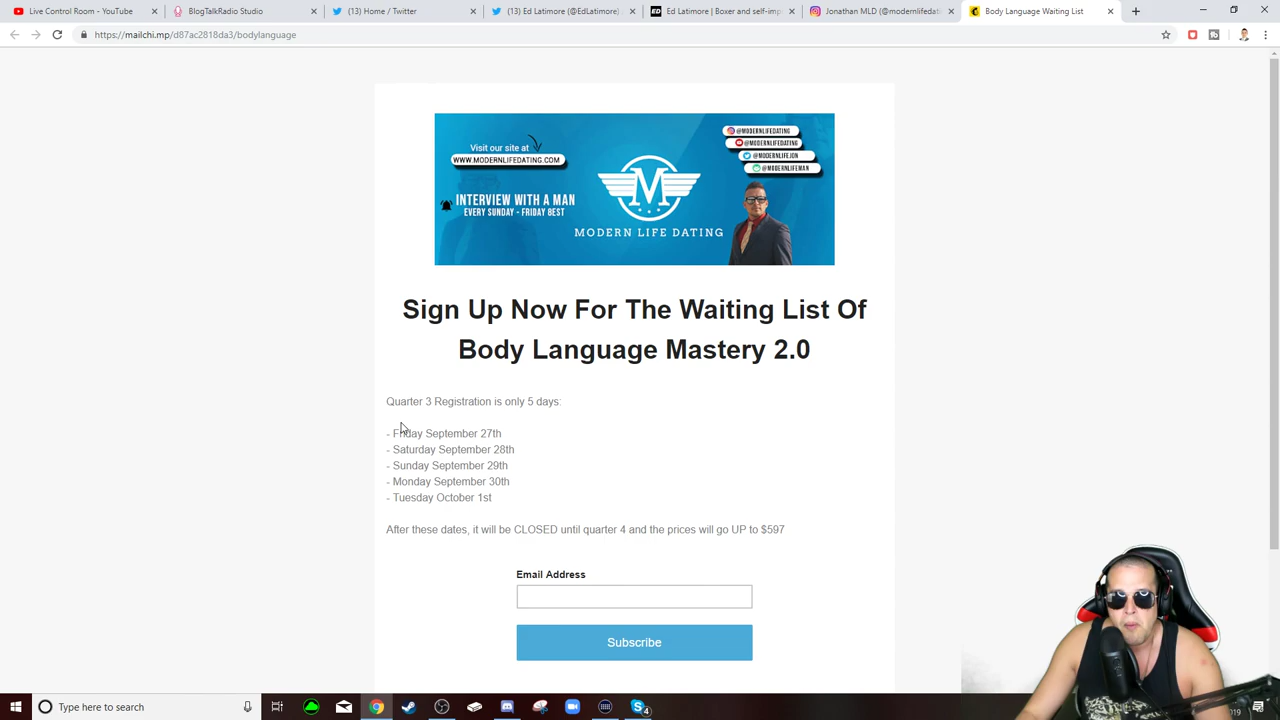 Live Control Room - YouTube
BlogTalkRadio Studio
(13) Home / Twitter
(13) Ed Latimore (@EdLatimore) /
Ed Latimore | Boxer and self-imp
Jonathan MLD (@modernlifedati
Body Language Waiting List
https://mailchi.mp/d87ac2818da3/bodylanguage
Visit our site at
WWW.MODERNLIFEDATING.COM
INTERVIEW WITH A MAN
EVERY SUNDAY - FRIDAY 8EST
M
MODERN LIFE DATING
@MODERNLIFEDATING
@MODERNLIFEDATING
@MODERNLIFEJON
@MODERNLIFEMAN
Sign Up Now For The Waiting List Of
Body Language Mastery 2.0
Quarter 3 Registration is only 5 days:
- Friday September 27th
- Saturday September 28th
- Sunday September 29th
- Monday September 30th
- Tuesday October 1st
After these dates, it will be CLOSED until quarter 4 and the prices will go UP to $597
Email Address
Subscribe
Type here to search
4